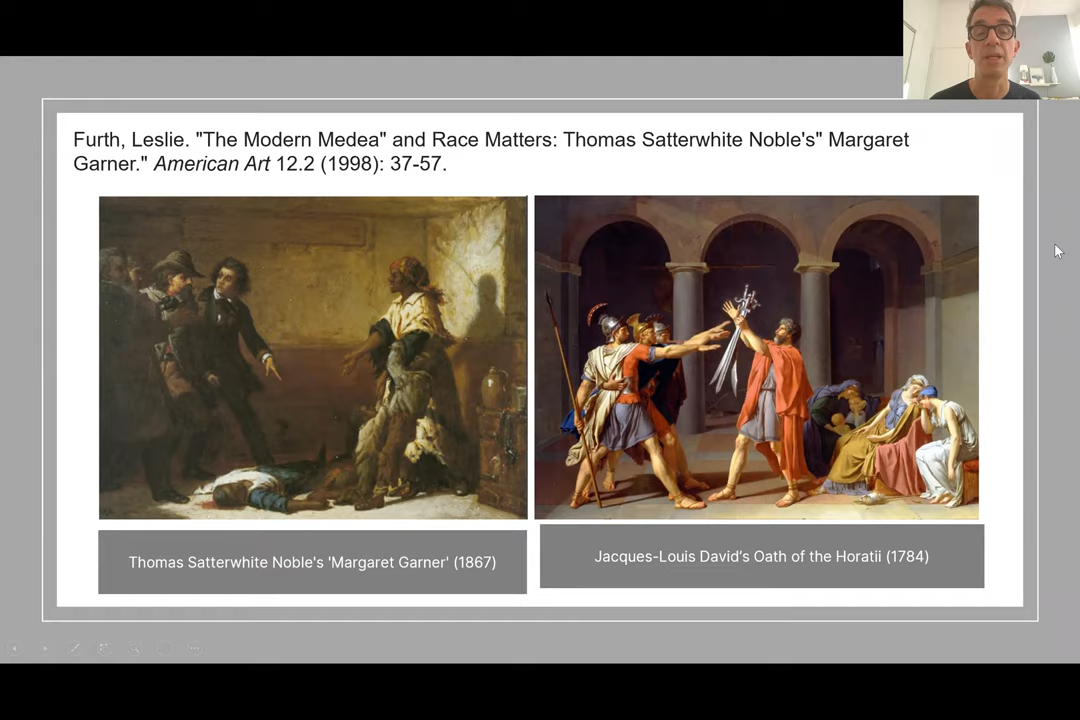 Furth, Leslie. "The Modern Medea" and Race Matters: Thomas Satterwhite Noble's" Margaret
Garner." American Art 12.2 (1998): 37-57.
Thomas Satterwhite Noble's 'Margaret Garner' (1867)
Jacques-Louis David’s Oath of the Horatii (1784)